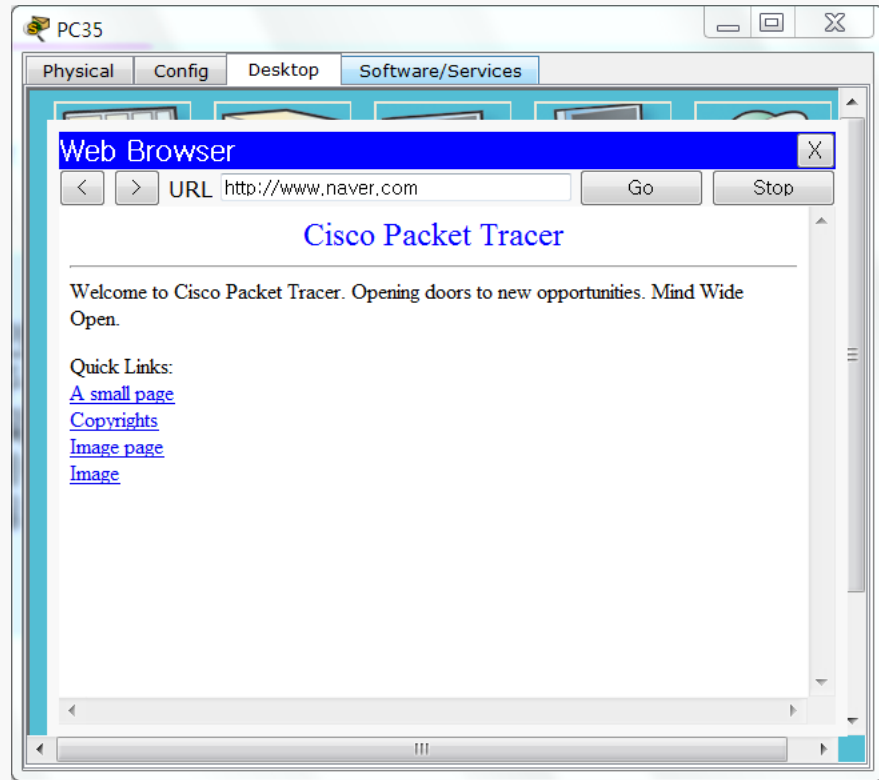 PC35
Physical Config Desktop Software/Services
Web Browser X
< > URL http://www.naver.com Go Stop
Cisco Packet Tracer
Welcome to Cisco Packet Tracer. Opening doors to new opportunities. Mind Wide
Open.
Quick Links:
A small page
Copyrights
Image page
Image